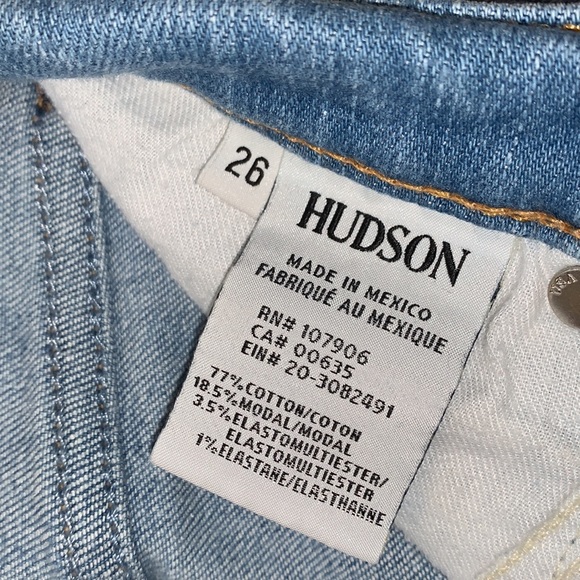 26
HUDSON
MADE IN MEXICO
FABRIQUÉ AU MEXIQUE
RN# 107906
CA# 00635
EIN# 20-3082491
77%COTTON/COTON
18.5%MODAL/MODAL
3.5%ELASTOMULTIESTER/
ELASTOMULTIESTER
1%ELASTANE/ELASTHANNE